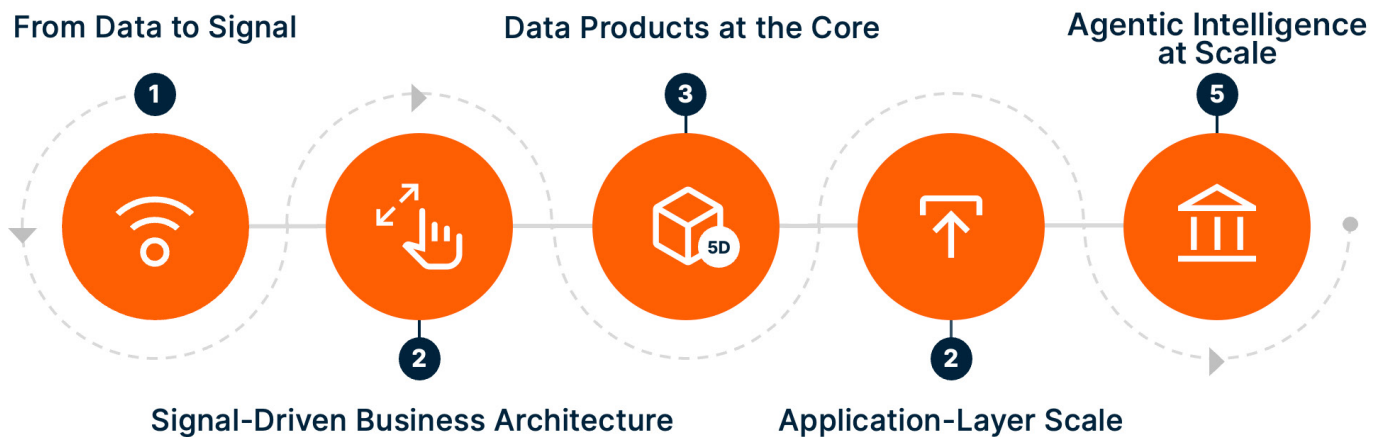 From Data to Signal
1
2
Signal-Driven Business Architecture
Data Products at the Core
3
5D
2
Application-Layer Scale
Agentic Intelligence
at Scale
5